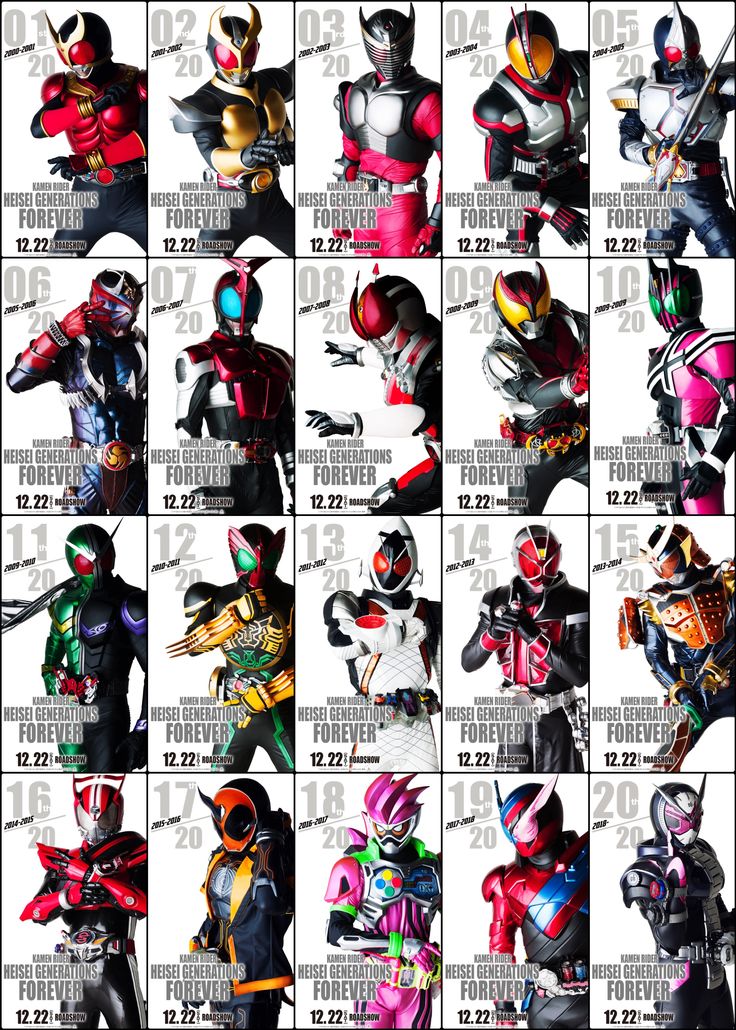 01st
2000-2001
20
KAMEN RIDER
HEISEI GENERATIONS
FOREVER
12.22 ROADSHOW
02nd
2001-2002
20
KAMEN RIDER
HEISEI GENERATIONS
FOREVER
12.22 ROADSHOW
03rd
2002-2003
20
KAMEN RIDER
HEISEI GENERATIONS
FOREVER
12.22 ROADSHOW
04th
2003-2004
20
KAMEN RIDER
HEISEI GENERATIONS
FOREVER
12.22 ROADSHOW
05th
2004-2005
20
KAMEN RIDER
HEISEI GENERATIONS
FOREVER
12.22 ROADSHOW
06th
2005-2006
20
KAMEN RIDER
HEISEI GENERATIONS
FOREVER
12.22 ROADSHOW
07th
2006-2007
20
KAMEN RIDER
HEISEI GENERATIONS
FOREVER
12.22 ROADSHOW
08th
2007-2008
20
KAMEN RIDER
HEISEI GENERATIONS
FOREVER
12.22 ROADSHOW
09th
2008-2009
20
KAMEN RIDER
HEISEI GENERATIONS
FOREVER
12.22 ROADSHOW
10th
2009-2009
20
KAMEN RIDER
HEISEI GENERATIONS
FOREVER
12.22 ROADSHOW
11th
2009-2010
20
KAMEN RIDER
HEISEI GENERATIONS
FOREVER
12.22 ROADSHOW
12th
2010-2011
20
KAMEN RIDER
HEISEI GENERATIONS
FOREVER
12.22 ROADSHOW
13th
2011-2012
20
KAMEN RIDER
HEISEI GENERATIONS
FOREVER
12.22 ROADSHOW
14th
2012-2013
20
KAMEN RIDER
HEISEI GENERATIONS
FOREVER
12.22 ROADSHOW
15th
2013-2014
20
KAMEN RIDER
HEISEI GENERATIONS
FOREVER
12.22 ROADSHOW
16th
2014-2015
20
KAMEN RIDER
HEISEI GENERATIONS
FOREVER
12.22 ROADSHOW
17th
2015-2016
20
KAMEN RIDER
HEISEI GENERATIONS
FOREVER
12.22 ROADSHOW
18th
2016-2017
20
KAMEN RIDER
HEISEI GENERATIONS
FOREVER
12.22 ROADSHOW
19th
2017-2018
20
KAMEN RIDER
HEISEI GENERATIONS
FOREVER
12.22 ROADSHOW
20th
2018-
20
KAMEN RIDER
HEISEI GENERATIONS
FOREVER
12.22 ROADSHOW